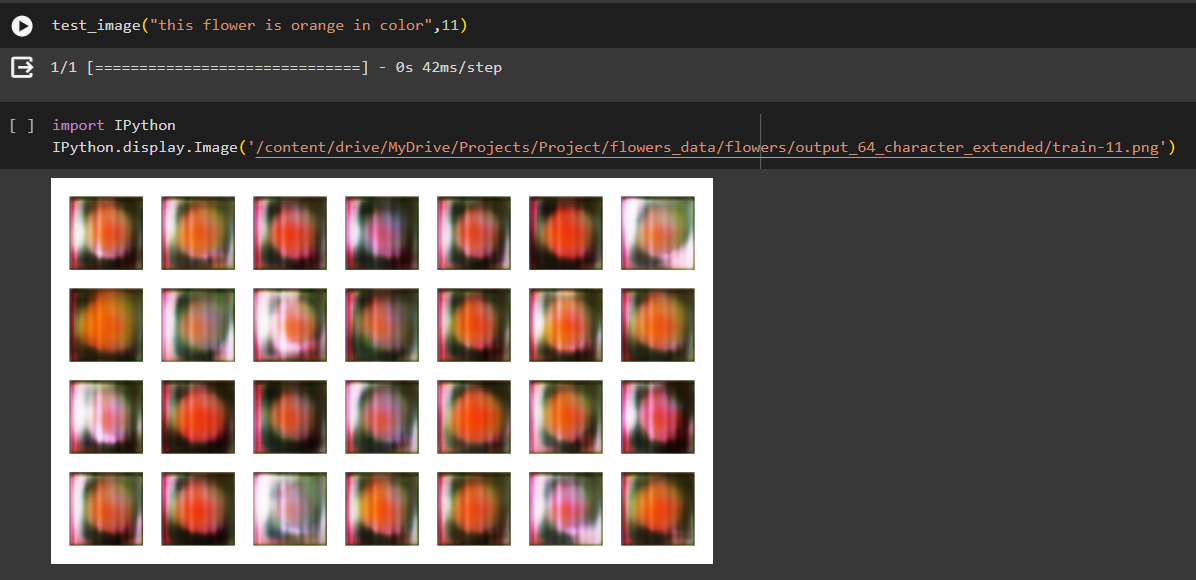 test_image("this flower is orange in color",11)
1/1 [==============================] - 0s 42ms/step
[ ] import IPython
IPython.display.Image('/content/drive/MyDrive/Projects/Project/flowers_data/flowers/output_64_character_extended/train-11.png')